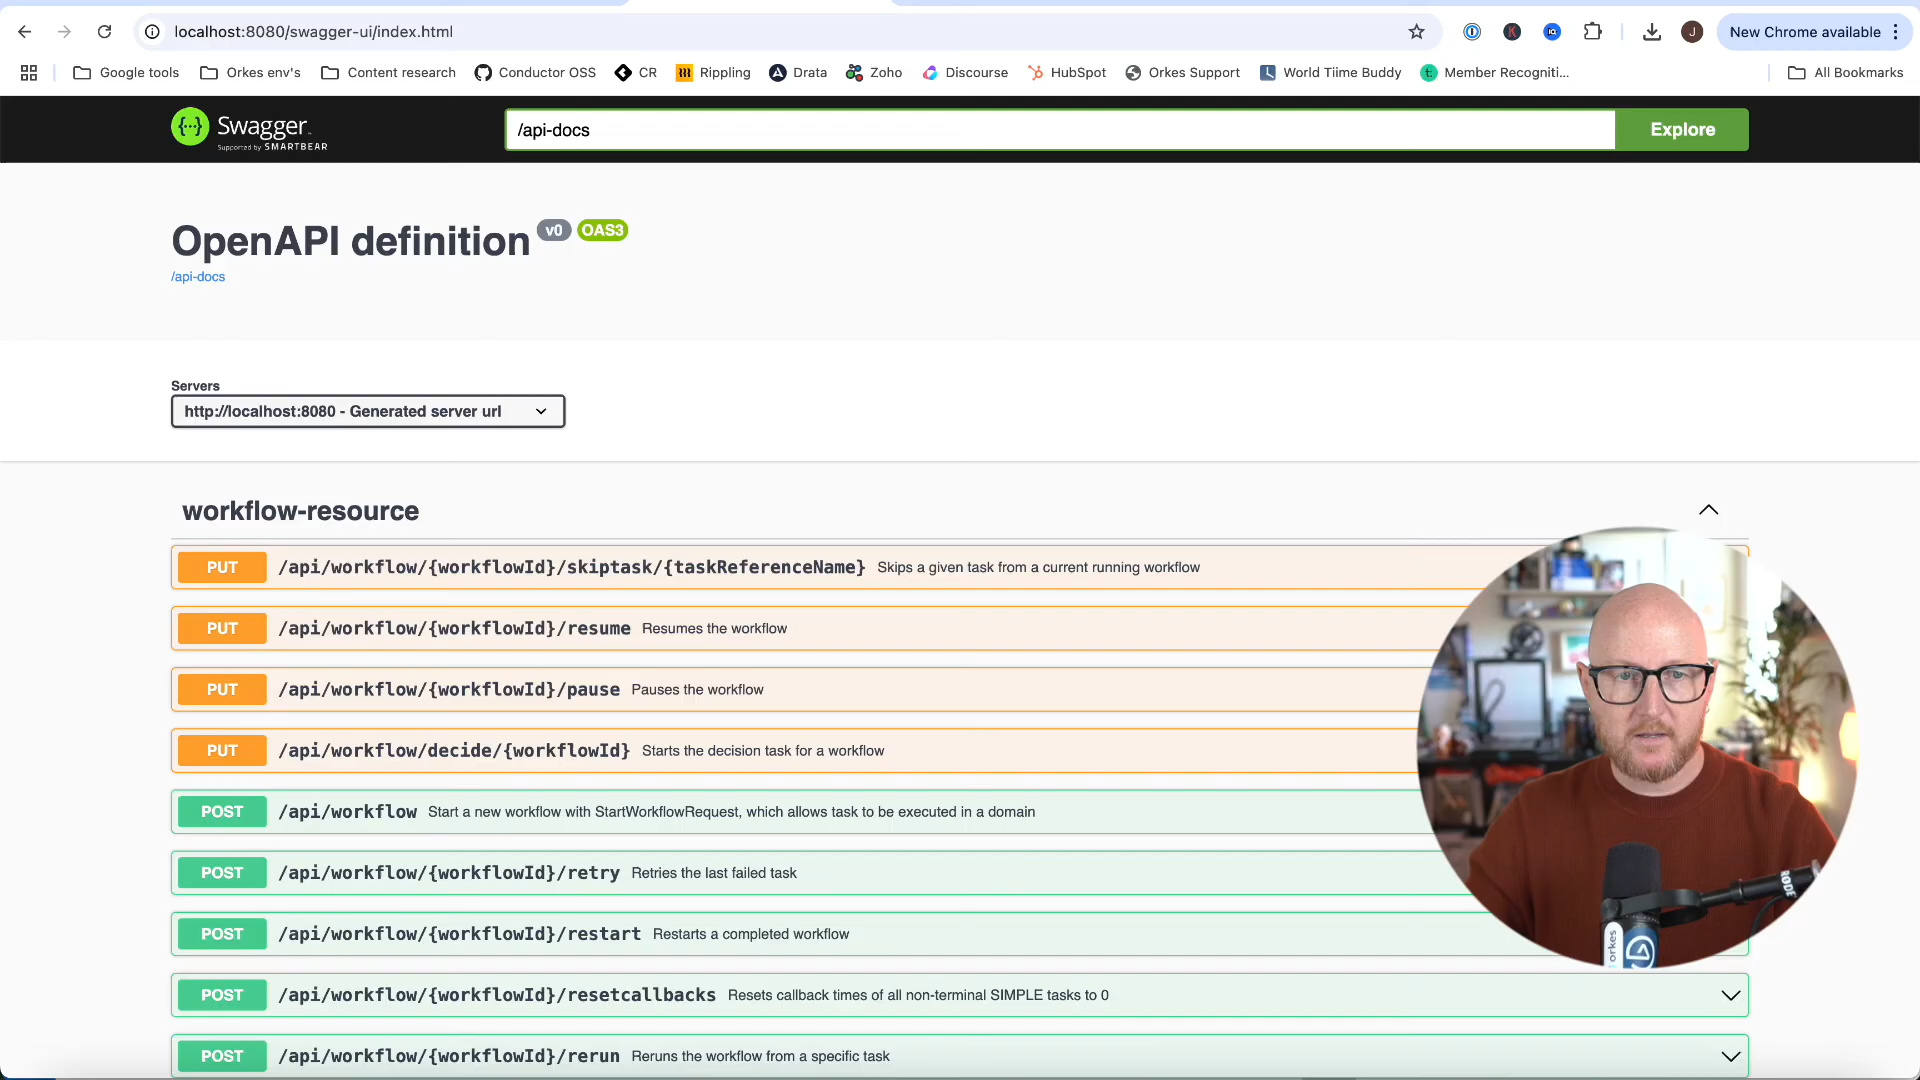 localhost:8080/swagger-ui/index.html
J
New Chrome available
Google tools
Orkes env's
Content research
Conductor OSS
CR
Rippling
Drata
Zoho
Discourse
HubSpot
Orkes Support
World Tiime Buddy
Member Recogniti...
All Bookmarks
Swagger
Supported by SMARTBEAR
/api-docs
Explore
OpenAPI definition v0 OAS3
/api-docs
Servers
http://localhost:8080 - Generated server url
workflow-resource
PUT /api/workflow/{workflowId}/skiptask/{taskReferenceName} Skips a given task from a current running workflow
PUT /api/workflow/{workflowId}/resume Resumes the workflow
PUT /api/workflow/{workflowId}/pause Pauses the workflow
PUT /api/workflow/decide/{workflowId} Starts the decision task for a workflow
POST /api/workflow Start a new workflow with StartWorkflowRequest, which allows task to be executed in a domain
POST /api/workflow/{workflowId}/retry Retries the last failed task
POST /api/workflow/{workflowId}/restart Restarts a completed workflow
POST /api/workflow/{workflowId}/resetcallbacks Resets callback times of all non-terminal SIMPLE tasks to 0
POST /api/workflow/{workflowId}/rerun Reruns the workflow from a specific task
RØDE
orkes